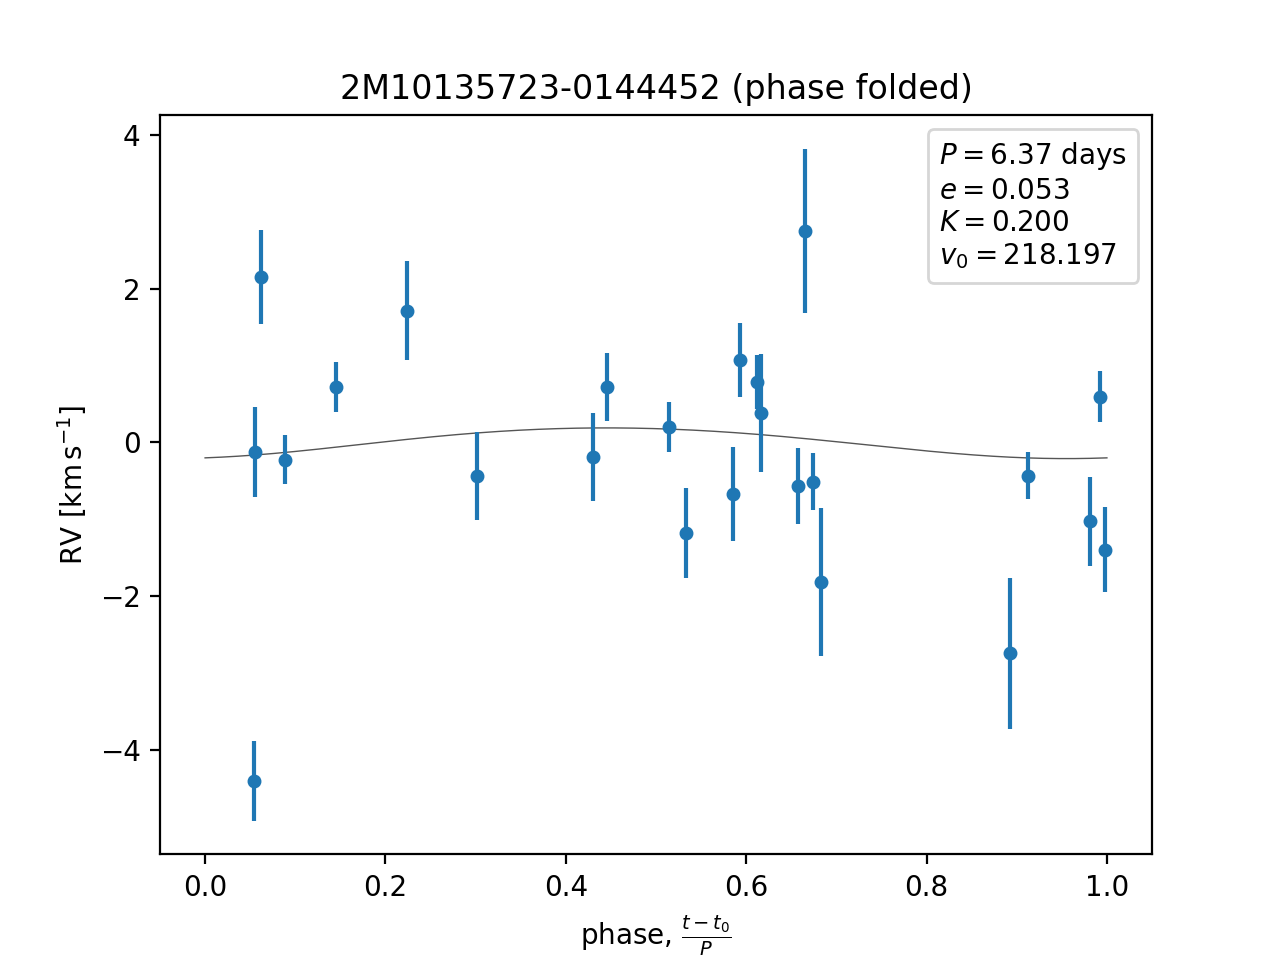 2M10135723-0144452 (phase folded)
P = 6.37 days
e = 0.053
K = 0.200
v₀ = 218.197
4
2
0
−2
−4
RV [km s⁻¹]
0.0 0.2 0.4 0.6 0.8 1.0
phase, (t − t₀)/P